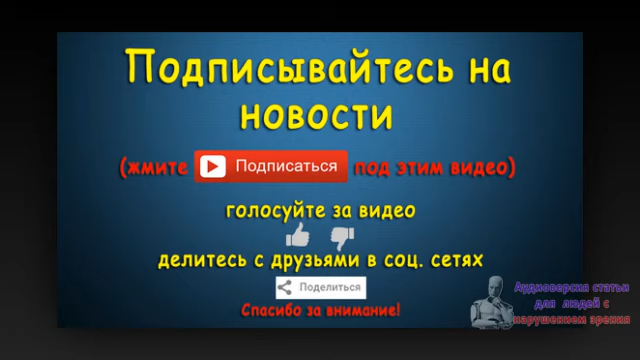 Подписывайтесь на
новости
(жмите Подписаться под этим видео)
голосуйте за видео
делитесь с друзьями в соц. сетях
Поделиться
Спасибо за внимание!
Аудиоверсия статьи
для людей с
нарушением зрения